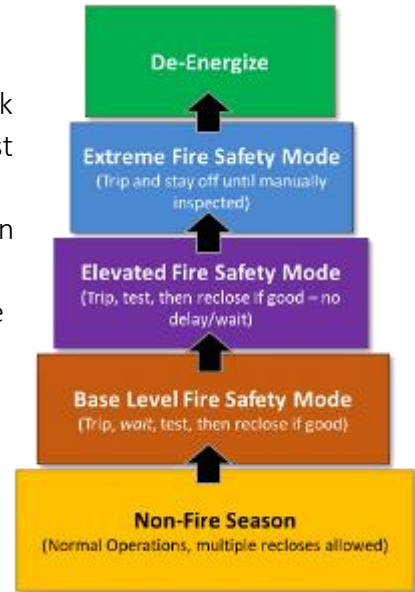 De-Energize
k
st
Extreme Fire Safety Mode
(Trip and stay off until manually
inspected)
n
Elevated Fire Safety Mode
(Trip, test, then reclose if good – no
delay/wait)
e
Base Level Fire Safety Mode
(Trip, wait, test, then reclose if good)
Non-Fire Season
(Normal Operations, multiple recloses allowed)